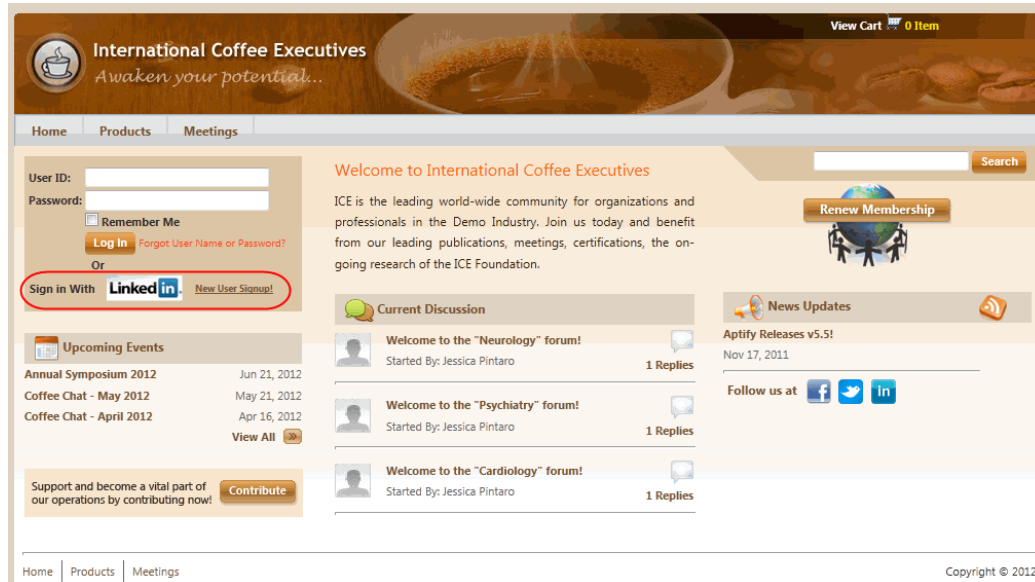 View Cart 0 Item
International Coffee Executives
Awaken your potential...
Home Products Meetings
User ID:
Password:
Remember Me
Log In Forgot User Name or Password?
Or
Sign in With Linked in. New User Signup!
Upcoming Events
Annual Symposium 2012 Jun 21, 2012
Coffee Chat - May 2012 May 21, 2012
Coffee Chat - April 2012 Apr 16, 2012
View All
Support and become a vital part of
our operations by contributing now!
Contribute
Welcome to International Coffee Executives
ICE is the leading world-wide community for organizations and
professionals in the Demo Industry. Join us today and benefit
from our leading publications, meetings, certifications, the on-
going research of the ICE Foundation.
Current Discussion
Welcome to the "Neurology" forum!
Started By: Jessica Pintaro
1 Replies
Welcome to the "Psychiatry" forum!
Started By: Jessica Pintaro
1 Replies
Welcome to the "Cardiology" forum!
Started By: Jessica Pintaro
1 Replies
Search
Renew Membership
News Updates
Aptify Releases v5.5!
Nov 17, 2011
Follow us at f in
Home Products Meetings
Copyright © 2012